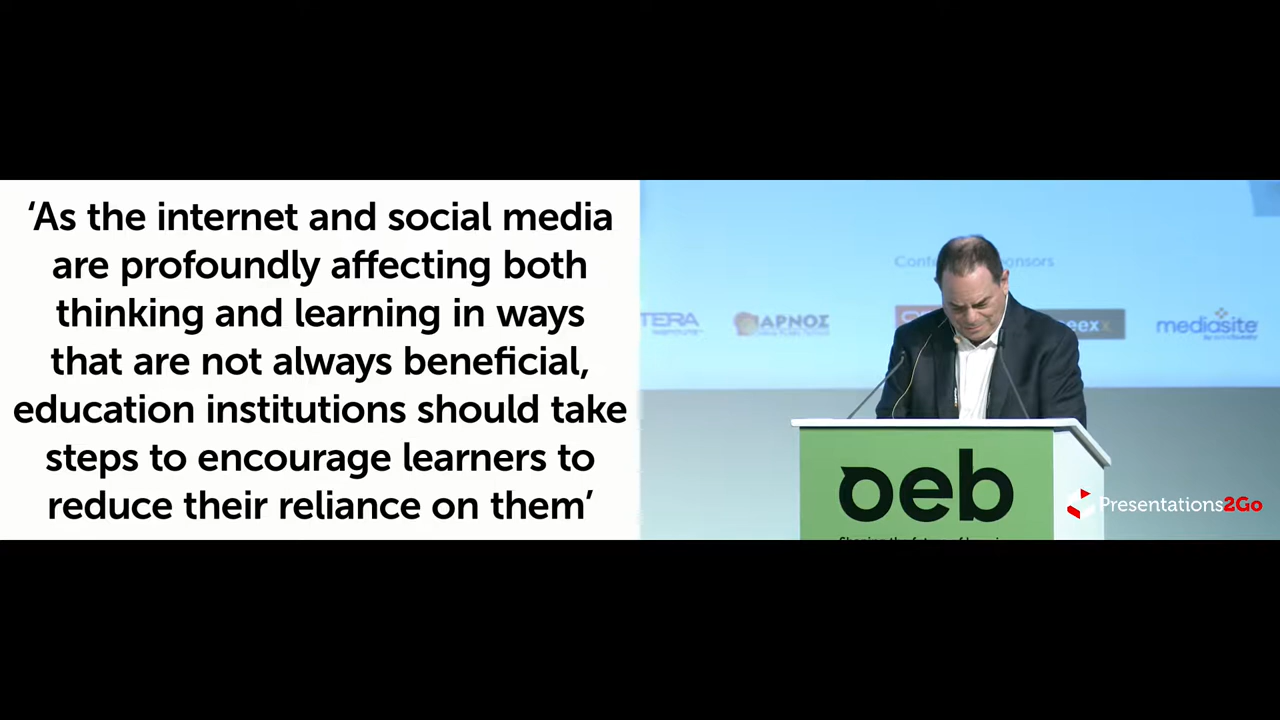 ‘As the internet and social media
are profoundly affecting both
thinking and learning in ways
that are not always beneficial,
education institutions should take
steps to encourage learners to
reduce their reliance on them’
TERA
ΑΡΝΟΣ
mediasite
oeb
Presentations2Go